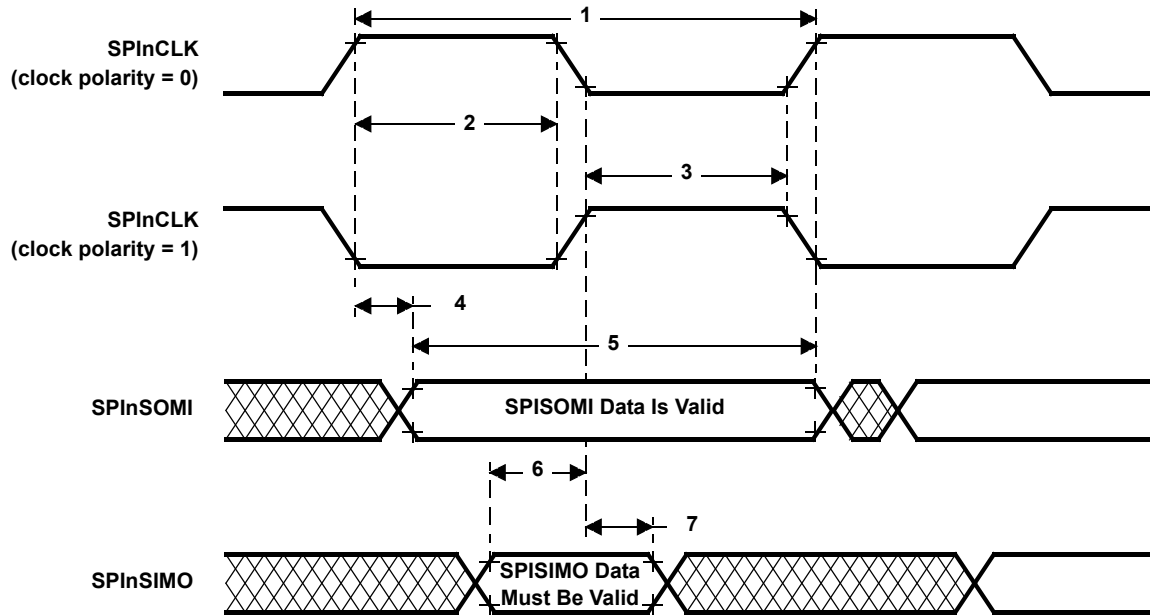 1
SPInCLK
(clock polarity = 0)
2
3
SPInCLK
(clock polarity = 1)
4
5
SPInSOMI
SPISOMI Data Is Valid
6
7
SPInSIMO
SPISIMO Data
Must Be Valid